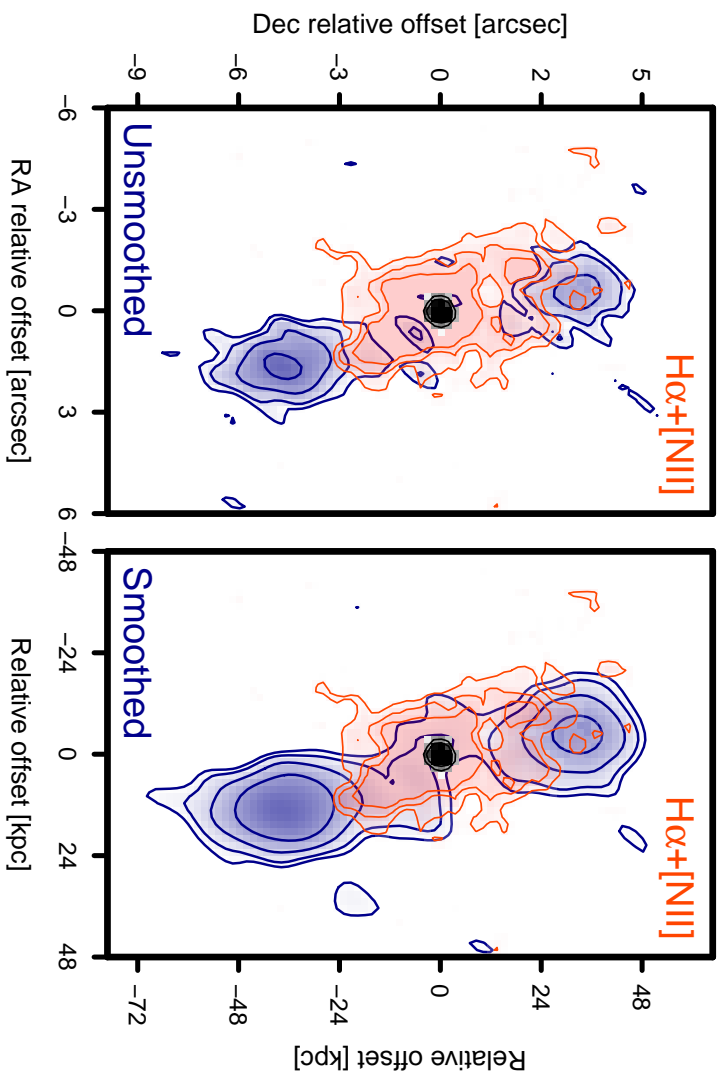 Dec relative offset [arcsec]
−9
−6
−3
0
2
5
−6
−3
0
3
6
RA relative offset [arcsec]
Unsmoothed
Hα+[NII]
−48
−24
0
24
48
Relative offset [kpc]
Smoothed
Hα+[NII]
−72
−48
−24
0
24
48
Relative offset [kpc]